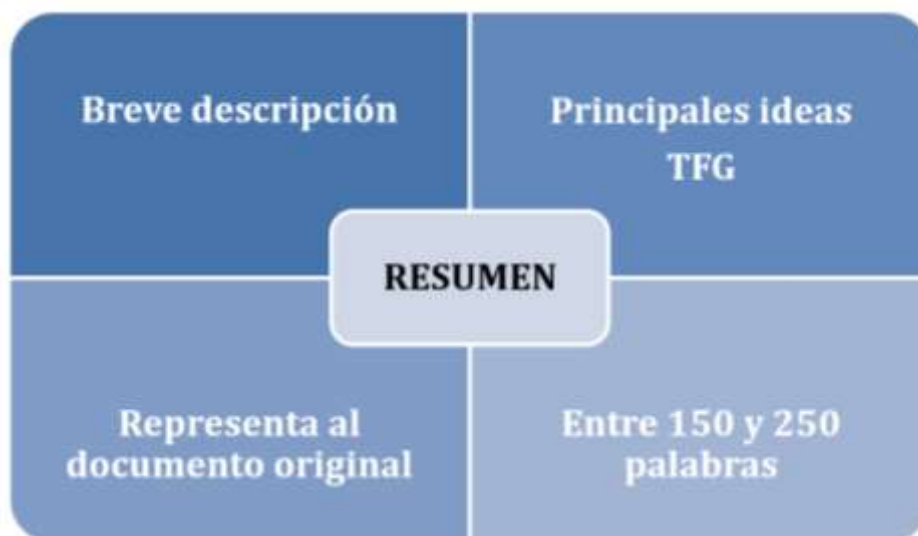 Breve descripción
Principales ideas
TFG
RESUMEN
Representa al
documento original
Entre 150 y 250
palabras